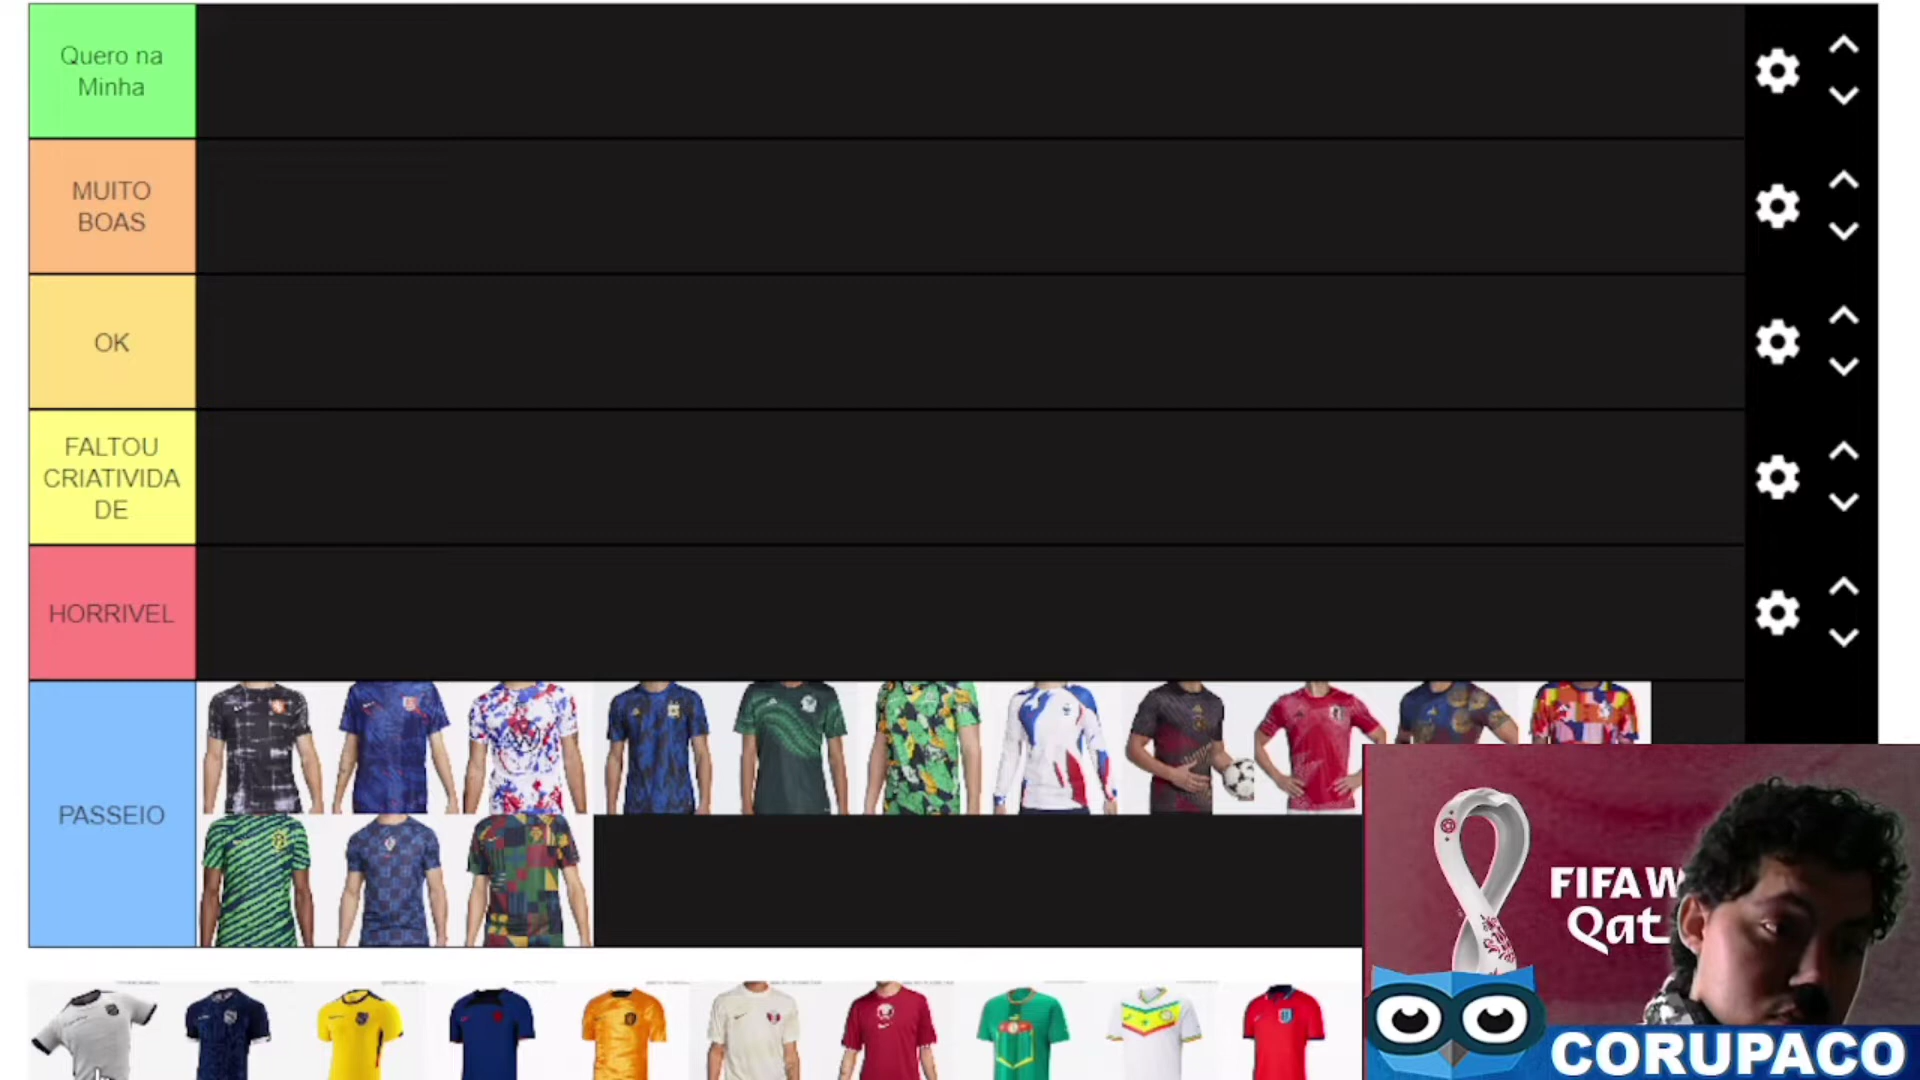 Quero na
Minha
MUITO
BOAS
OK
FALTOU
CRIATIVIDA
DE
HORRIVEL
PASSEIO
FIFA W
Qat
CORUPACO